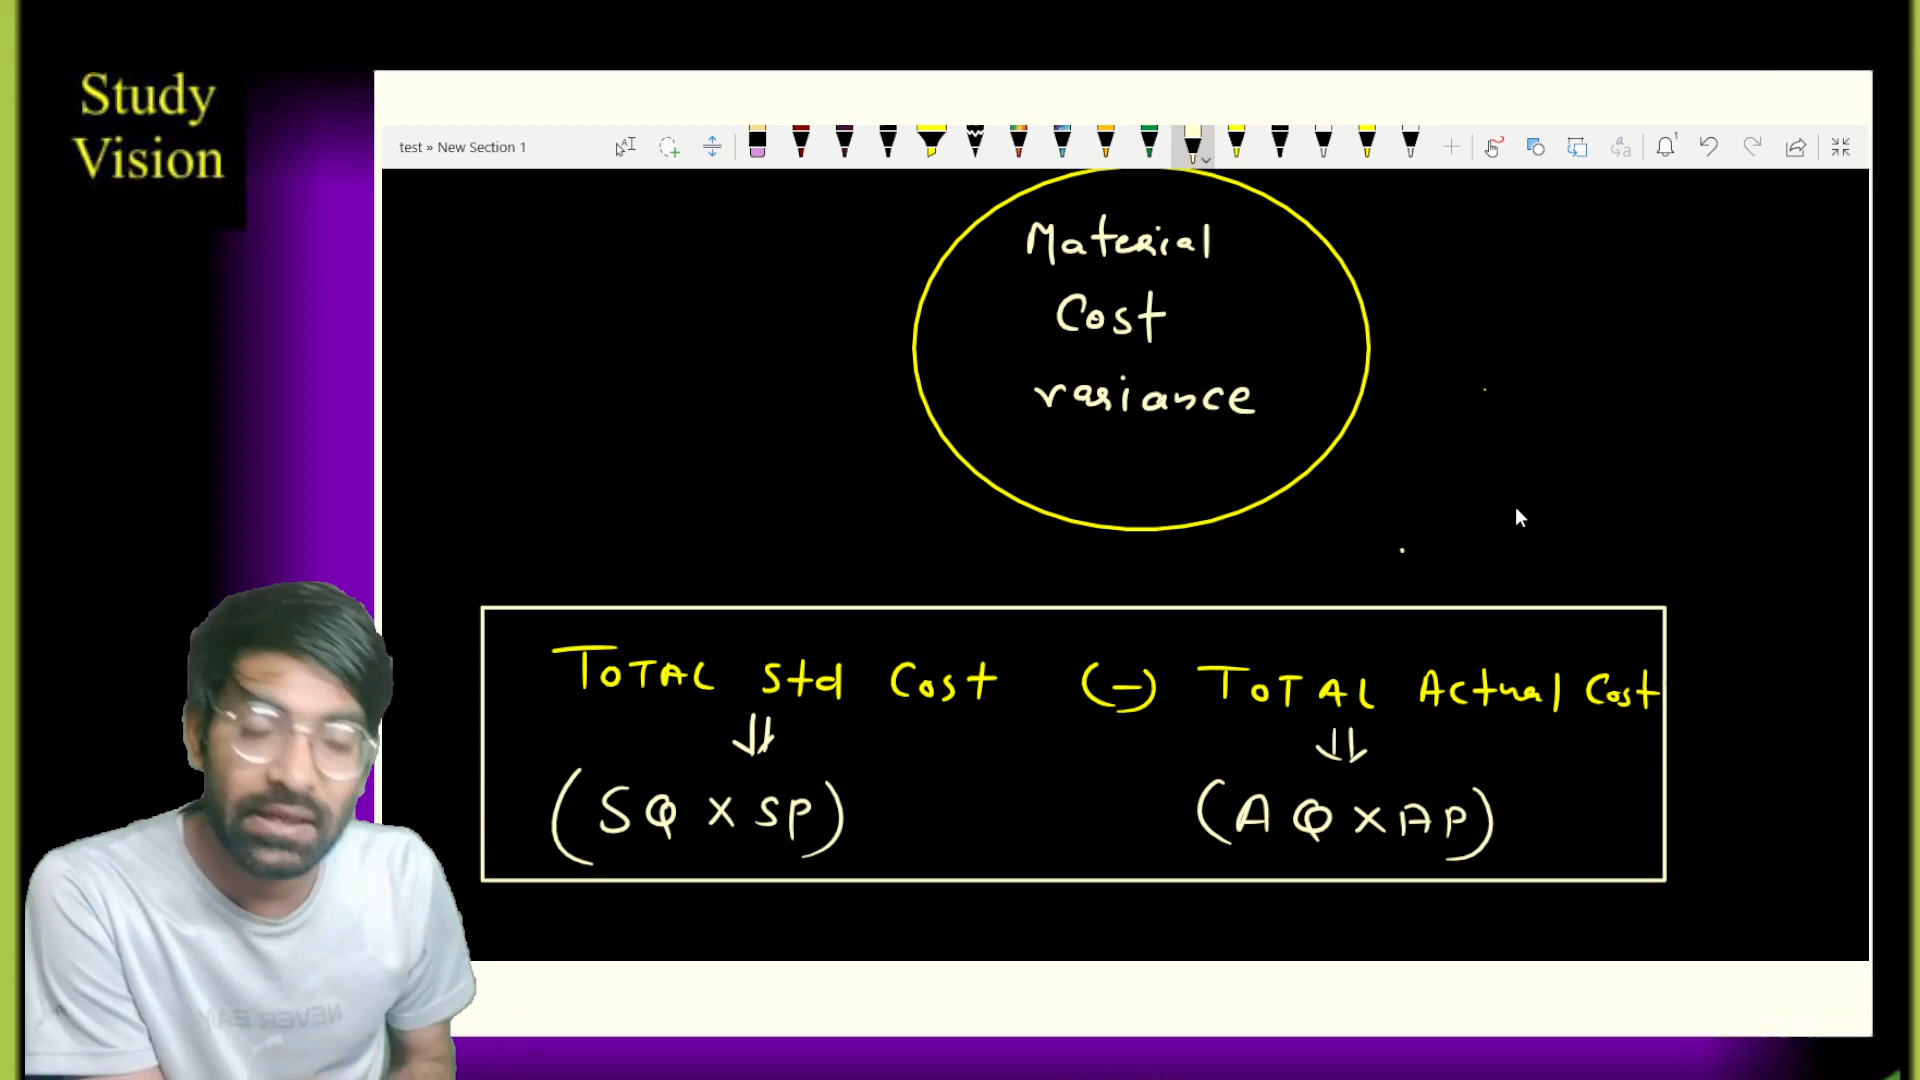 Study
Vision
test » New Section 1
Material
Cost
variance
TOTAL Std Cost (-) TOTAL Actual Cost
(SQ X SP) (AQ X AP)